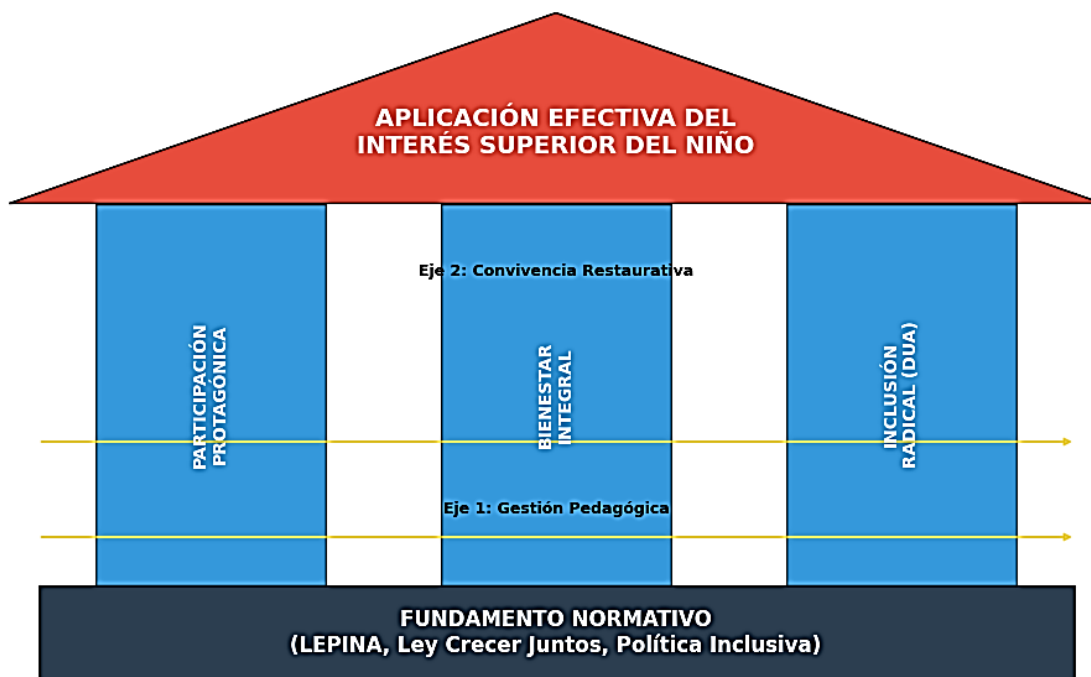 APLICACIÓN EFECTIVA DEL
INTERÉS SUPERIOR DEL NIÑO
Eje 2: Convivencia Restaurativa
PARTICIPACIÓN
PROTAGÓNICA
BIENESTAR
INTEGRAL
INCLUSIÓN
RADICAL (DUA)
Eje 1: Gestión Pedagógica
FUNDAMENTO NORMATIVO
(LEPINA, Ley Crecer Juntos, Política Inclusiva)